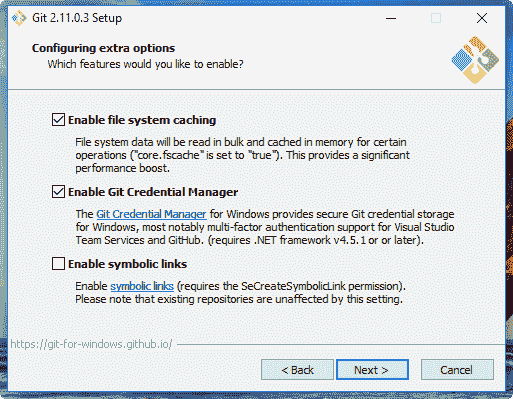 Git 2.11.0.3 Setup
Configuring extra options
Which features would you like to enable?
Enable file system caching
File system data will be read in bulk and cached in memory for certain
operations ("core.fscache" is set to "true"). This provides a significant
performance boost.
Enable Git Credential Manager
The Git Credential Manager for Windows provides secure Git credential storage
for Windows, most notably multi-factor authentication support for Visual Studio
Team Services and GitHub. (requires .NET framework v4.5.1 or or later).
Enable symbolic links
Enable symbolic links (requires the SeCreateSymbolicLink permission).
Please note that existing repositories are unaffected by this setting.
https://git-for-windows.github.io/
< Back Next > Cancel